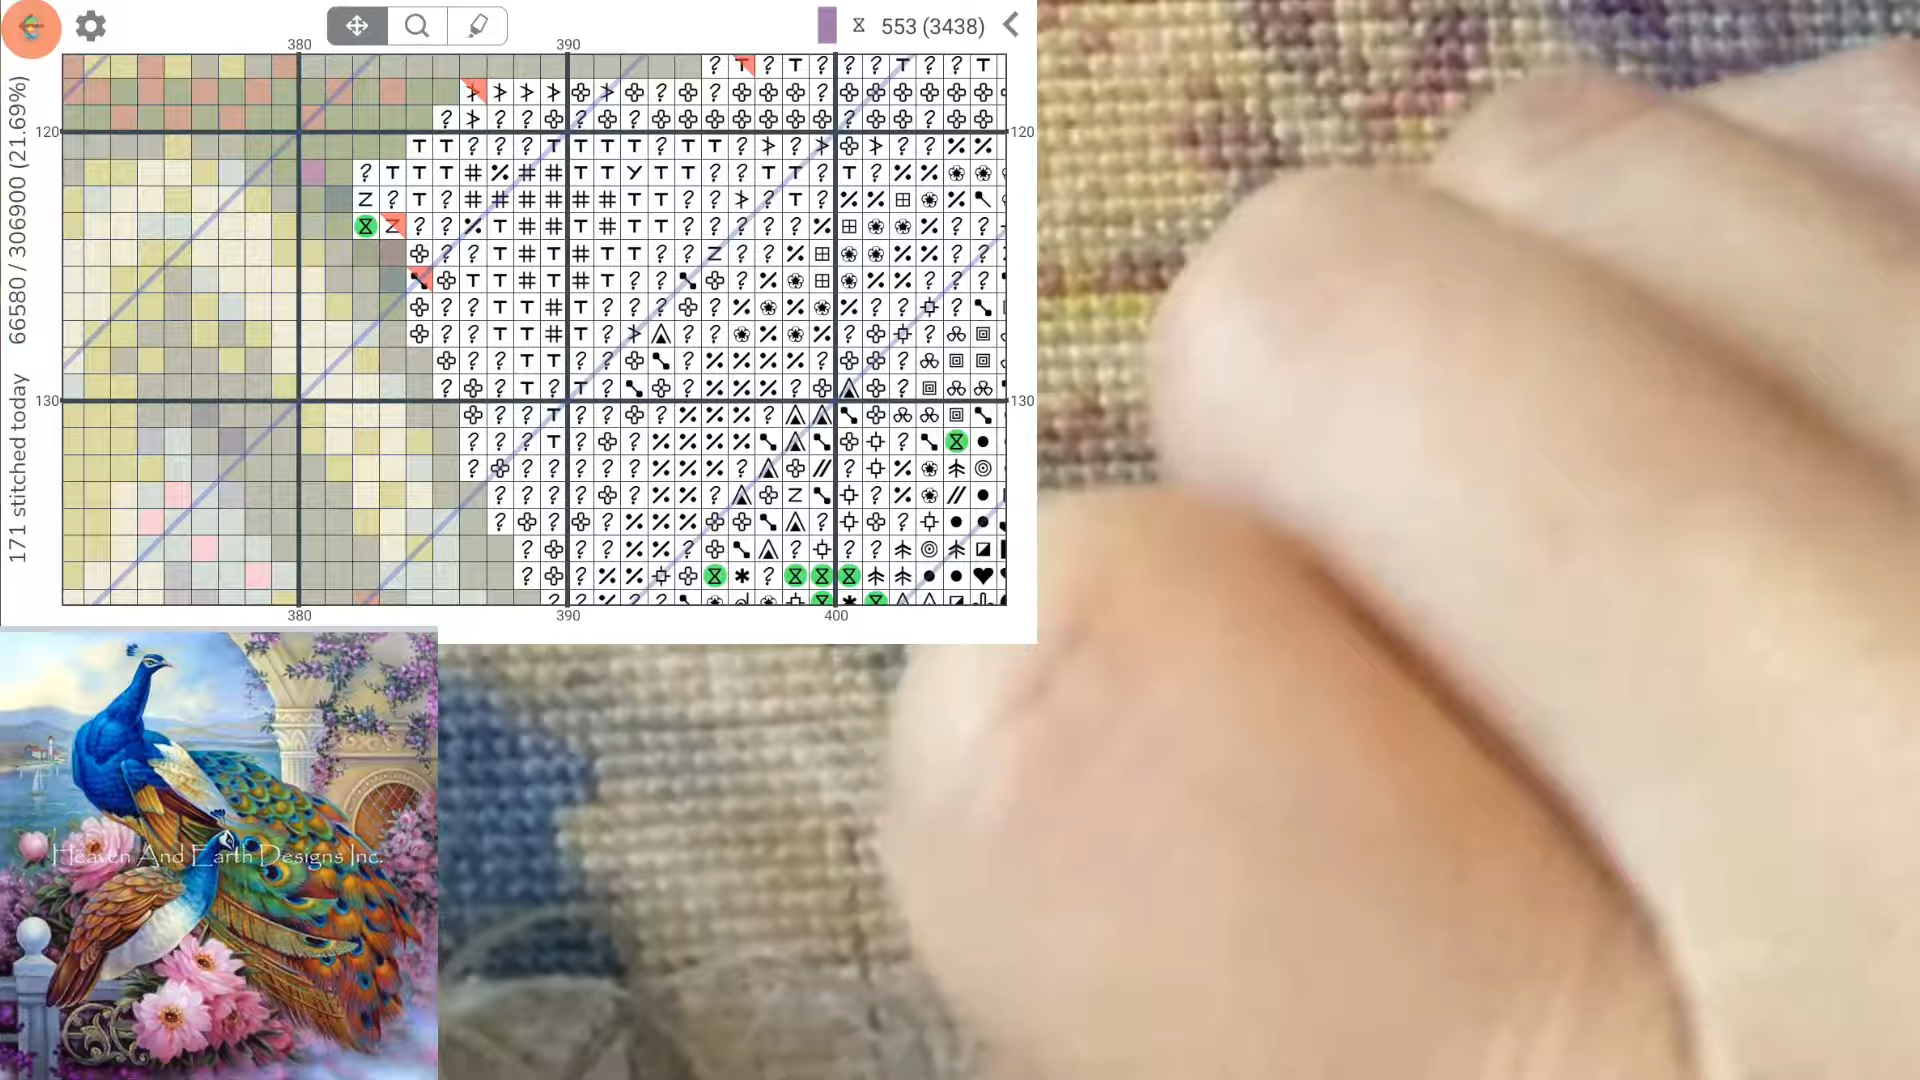 553 (3438)
380 390
120 120
130 130
380 390 400
171 stitched today 66580 / 306900 (21.69%)
Heaven And Earth Designs Inc.